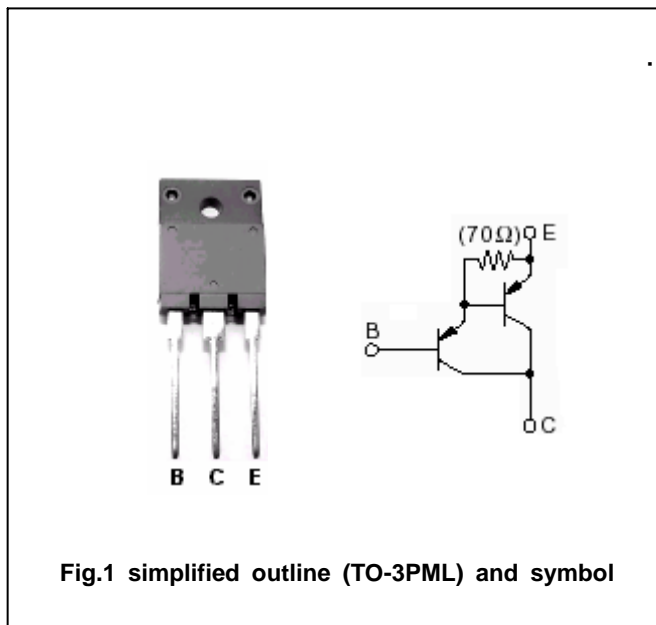 (70Ω) E
B
C
B C E
Fig.1 simplified outline (TO-3PML) and symbol